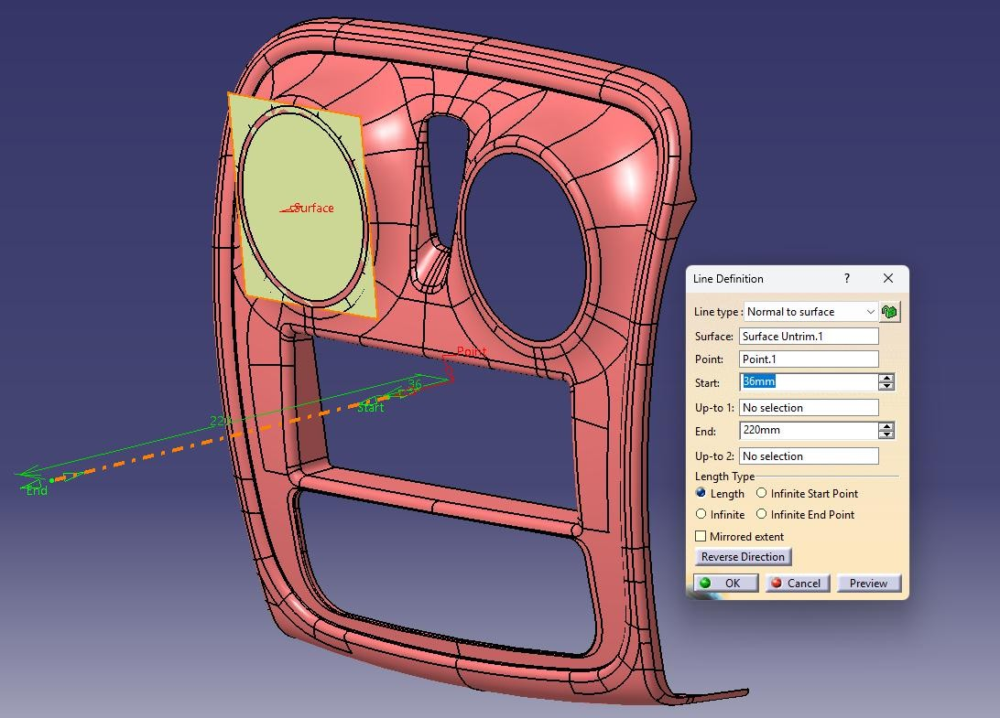 Surface
Point
36
Start
22
End
Line Definition
?
Line type : Normal to surface
Surface: Surface Untrim.1
Point: Point.1
Start: 36mm
Up-to 1: No selection
End: 220mm
Up-to 2: No selection
Length Type
Length Infinite Start Point
Infinite Infinite End Point
Mirrored extent
Reverse Direction
OK Cancel Preview